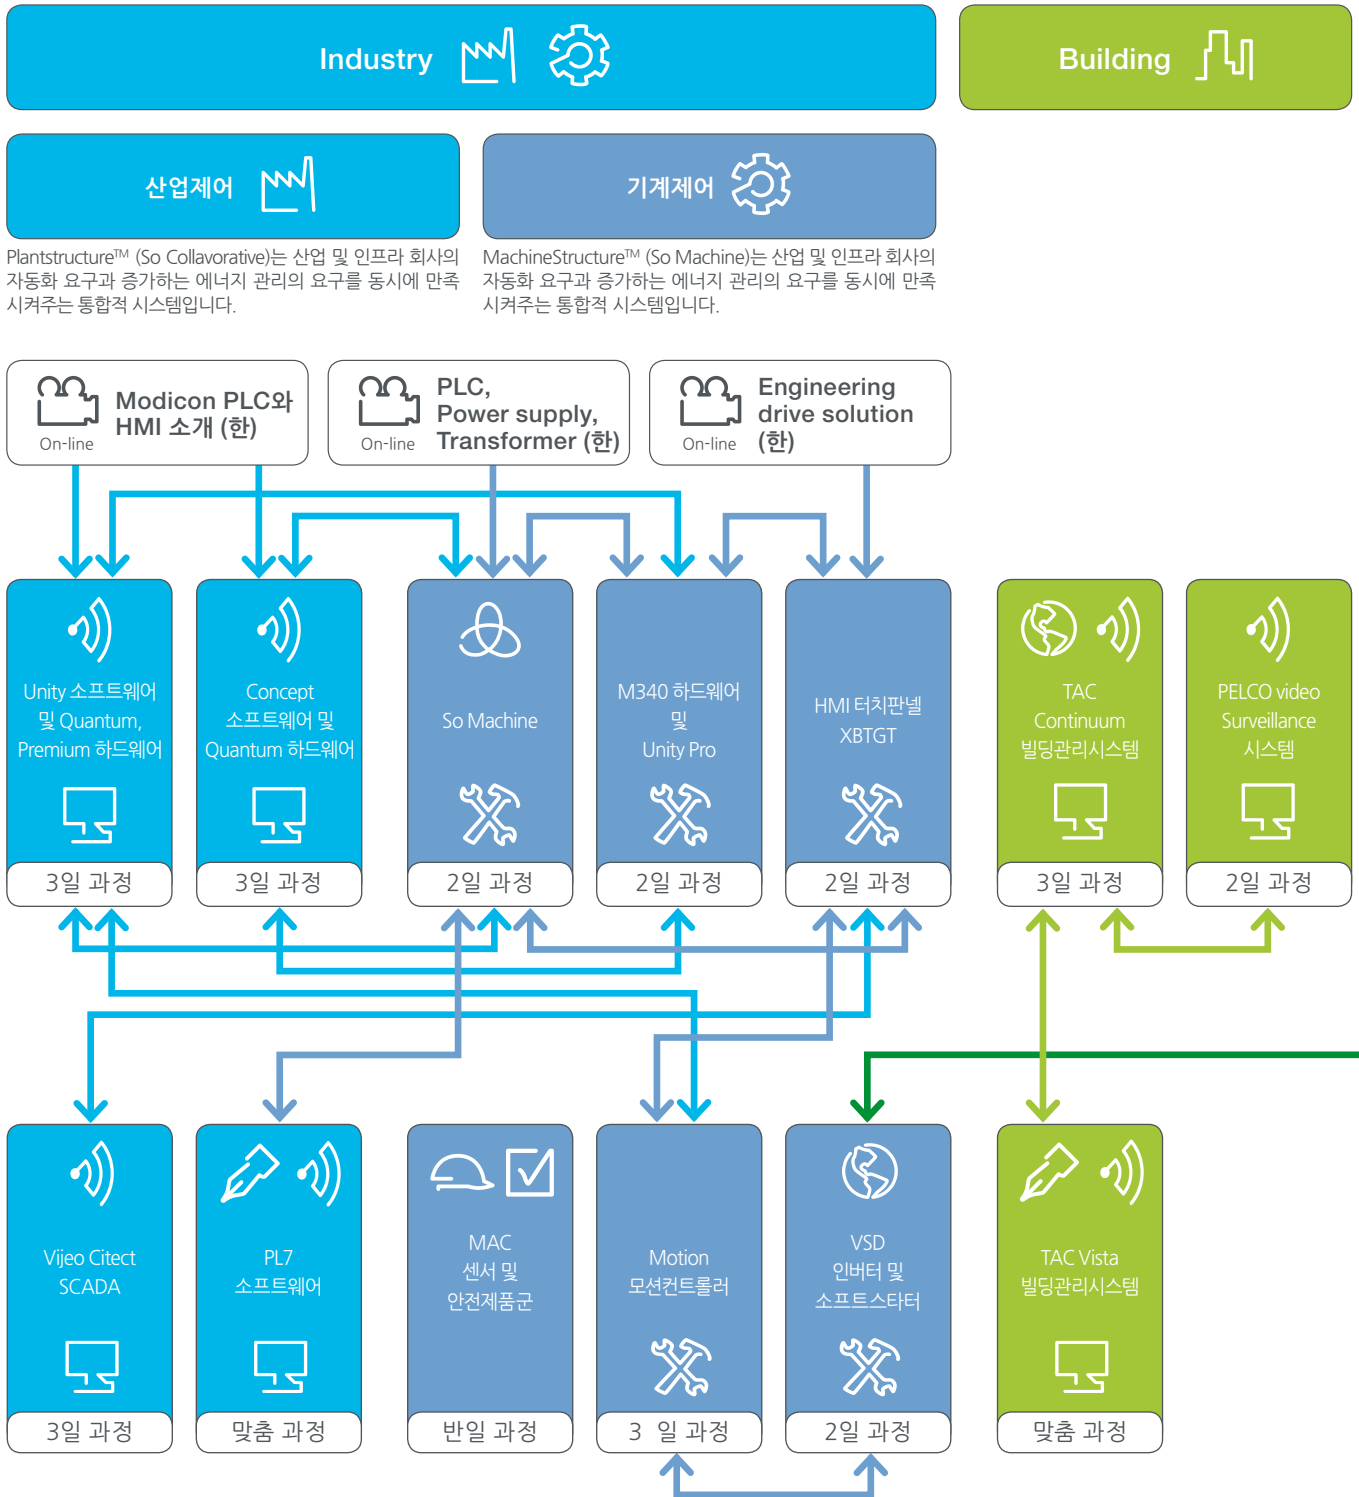 Industry
Building
산업제어
기계제어
Plantstructure™ (So Collavorative)는 산업 및 인프라 회사의
자동화 요구과 증가하는 에너지 관리의 요구를 동시에 만족
시켜주는 통합적 시스템입니다.
MachineStructure™ (So Machine)는 산업 및 인프라 회사의
자동화 요구과 증가하는 에너지 관리의 요구를 동시에 만족
시켜주는 통합적 시스템입니다.
On-line
Modicon PLC와
HMI 소개 (한)
On-line
PLC,
Power supply,
Transformer (한)
On-line
Engineering
drive solution
(한)
Unity 소프트웨어
및 Quantum,
Premium 하드웨어
3일 과정
Concept
소프트웨어 및
Quantum 하드웨어
3일 과정
So Machine
2일 과정
M340 하드웨어
및
Unity Pro
2일 과정
HMI 터치판넬
XBTGT
2일 과정
TAC
Continuum
빌딩관리시스템
3일 과정
PELCO video
Surveillance
시스템
2일 과정
Vijeo Citect
SCADA
3일 과정
PL7
소프트웨어
맞춤 과정
MAC
센서 및
안전제품군
반일 과정
Motion
모션컨트롤러
3 일 과정
VSD
인버터 및
소프트스타터
2일 과정
TAC Vista
빌딩관리시스템
맞춤 과정